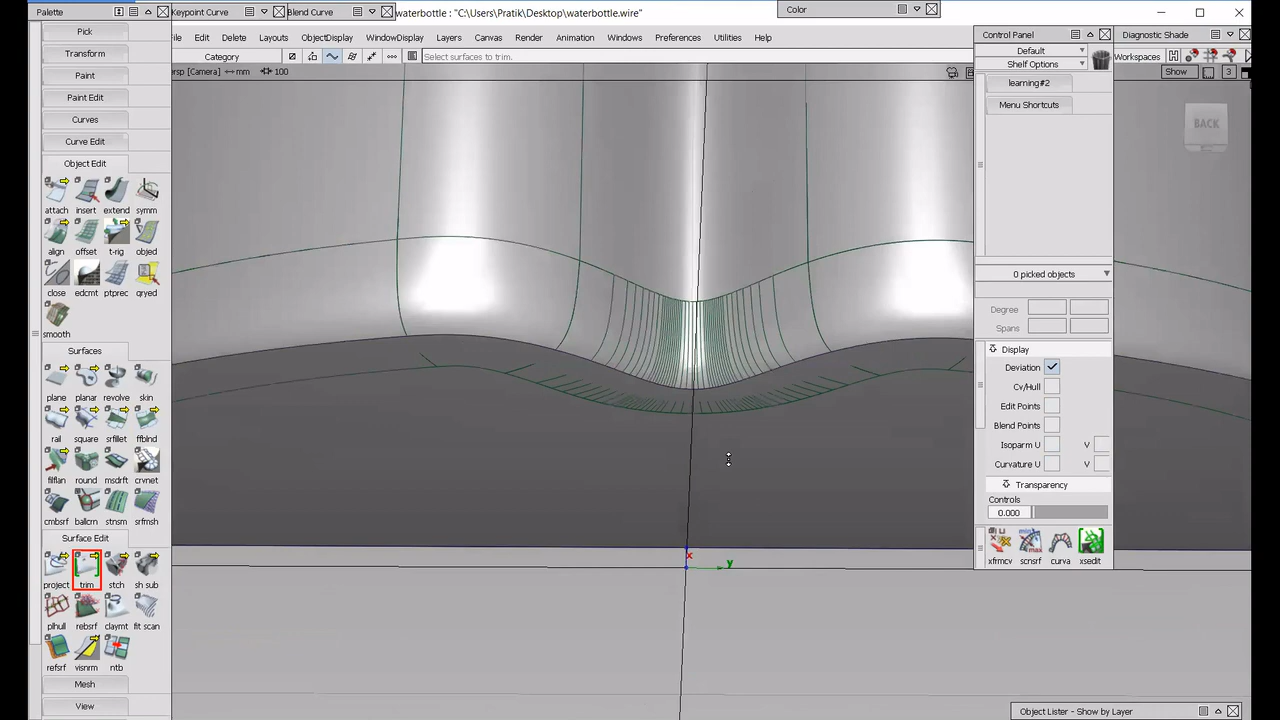 Palette
Keypoint Curve
Blend Curve
waterbottle : "C:\Users\Pratik\Desktop\waterbottle.wire"
Color
File Edit Delete Layouts ObjectDisplay WindowDisplay Layers Canvas Render Animation Windows Preferences Utilities Help
Category
Select surfaces to trim.
[Camera] mm 100
Pick
Transform
Paint
Paint Edit
Curves
Curve Edit
Object Edit
attach insert extend symm
align offset t-rig objed
close edcmt ptprec qryed
smooth
Surfaces
plane planar revolve skin
rail square srfillet ffblnd
filflan round msdrft crvnet
cmbsrf ballcrn stnsm srfmsh
Surface Edit
project trim stch sh sub
plhull rebsrf claymt fit scan
refsrf visnrm ntb
Mesh
View
x
y
Control Panel
Default
Shelf Options
learning#2
Menu Shortcuts
0 picked objects
Degree
Spans
Display
Deviation
Cv/Hull
Edit Points
Blend Points
Isoparm U V
Curvature U V
Transparency
Controls
0.000
xfrmcv scnsrf curva xsedit
Diagnostic Shade
Workspaces
Show 3
BACK
Object Lister - Show by Layer